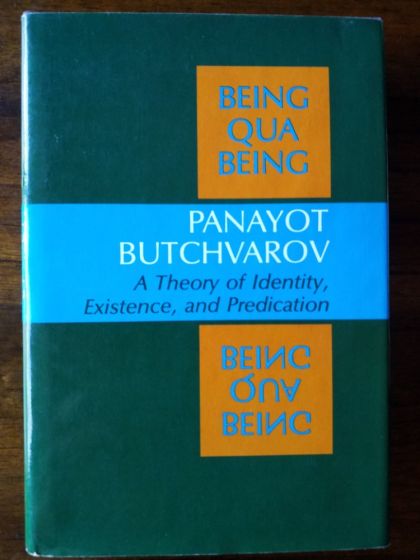 BEING
QUA
BEING
PANAYOT
BUTCHVAROV
A Theory of Identity,
Existence, and Predication
BEING
QUA
BEING